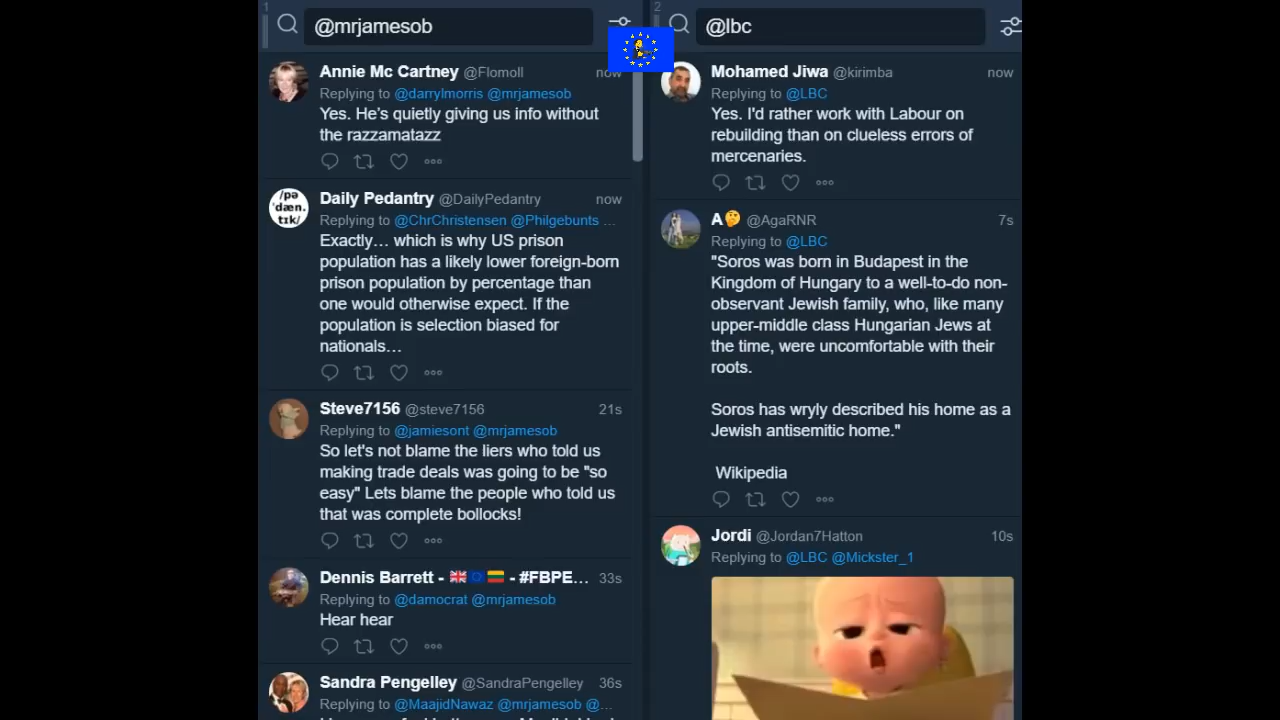 1
@mrjamesob
Annie Mc Cartney @Flomoll now
Replying to @darrylmorris @mrjamesob
Yes. He's quietly giving us info without
the razzamatazz
/pə
ˈdæn.
tɪk/
Daily Pedantry @DailyPedantry now
Replying to @ChrChristensen @Philgebunts ...
Exactly… which is why US prison
population has a likely lower foreign-born
prison population by percentage than
one would otherwise expect. If the
population is selection biased for
nationals…
Steve7156 @steve7156 21s
Replying to @jamiesont @mrjamesob
So let's not blame the liers who told us
making trade deals was going to be "so
easy" Lets blame the people who told us
that was complete bollocks!
Dennis Barrett - 🇬🇧🇪🇺🇱🇹 - #FBPE... 33s
Replying to @damocrat @mrjamesob
Hear hear
Sandra Pengelley @SandraPengelley 36s
Replying to @MaajidNawaz @mrjamesob @...
2
@lbc
Mohamed Jiwa @kirimba now
Replying to @LBC
Yes. I'd rather work with Labour on
rebuilding than on clueless errors of
mercenaries.
A🤔 @AgaRNR 7s
Replying to @LBC
"Soros was born in Budapest in the
Kingdom of Hungary to a well-to-do non-
observant Jewish family, who, like many
upper-middle class Hungarian Jews at
the time, were uncomfortable with their
roots.
Soros has wryly described his home as a
Jewish antisemitic home."
Wikipedia
Jordi @Jordan7Hatton 10s
Replying to @LBC @Mickster_1